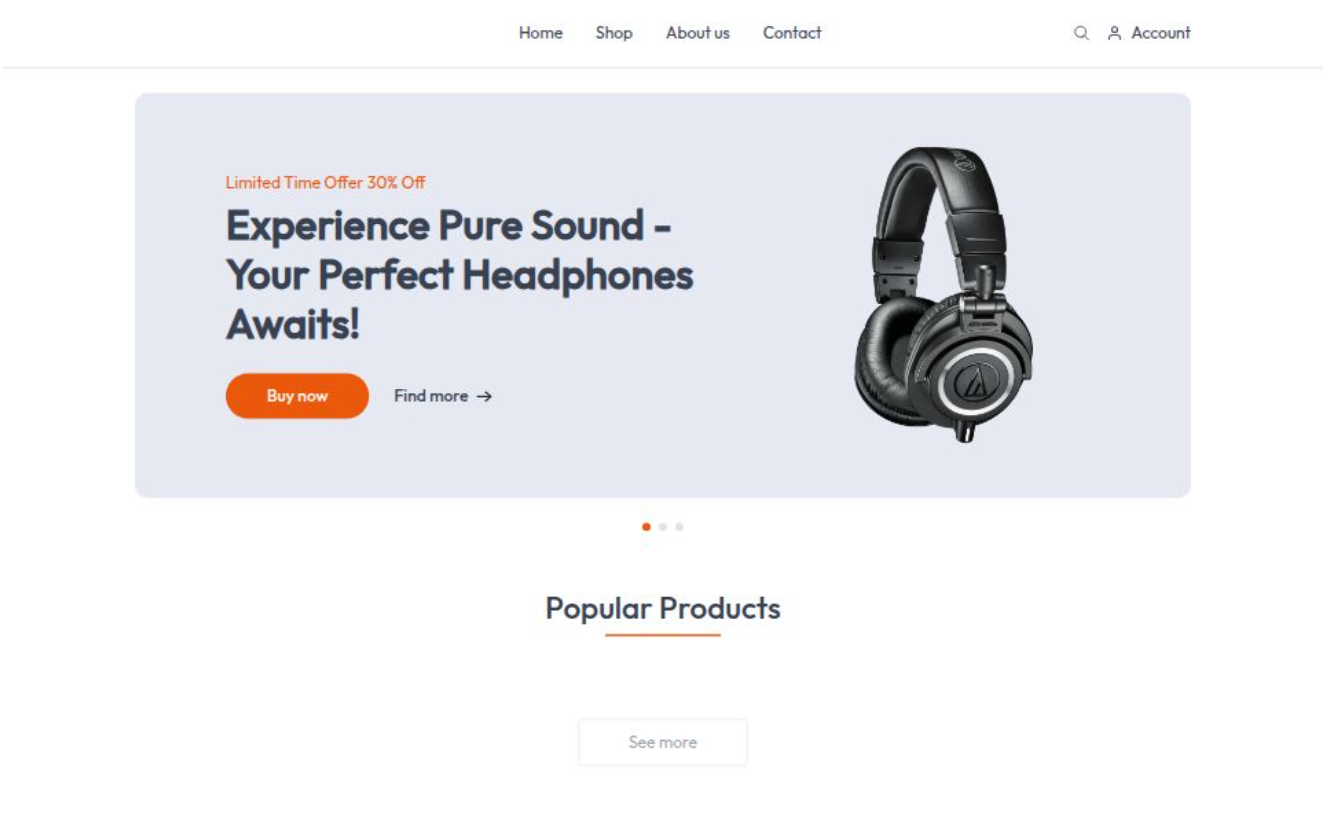 Home Shop About us Contact Account
Limited Time Offer 30% Off
Experience Pure Sound -
Your Perfect Headphones
Awaits!
Buy now Find more →
Popular Products
See more